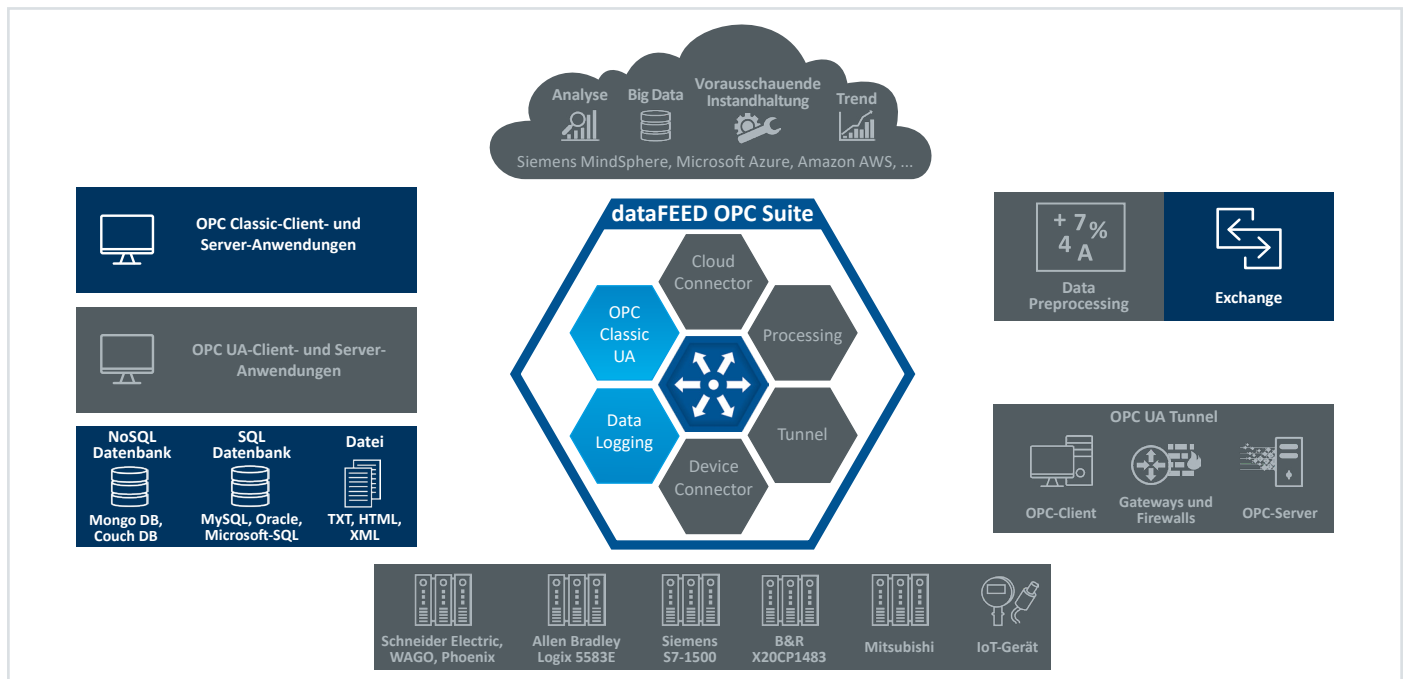 Analyse
Big Data
Vorausschauende
Instandhaltung
Trend
Siemens MindSphere, Microsoft Azure, Amazon AWS, ...
OPC Classic-Client- und
Server-Anwendungen
OPC UA-Client- und Server-
Anwendungen
NoSQL
Datenbank
Mongo DB,
Couch DB
SQL
Datenbank
MySQL, Oracle,
Microsoft-SQL
Datei
TXT, HTML,
XML
dataFEED OPC Suite
Cloud
Connector
OPC
Classic
UA
Processing
Data
Logging
Tunnel
Device
Connector
+ 7%
4 A
Data
Preprocessing
Exchange
OPC UA Tunnel
OPC-Client
Gateways und
Firewalls
OPC-Server
Schneider Electric,
WAGO, Phoenix
Allen Bradley
Logix 5583E
Siemens
S7-1500
B&R
X20CP1483
Mitsubishi
IoT-Gerät